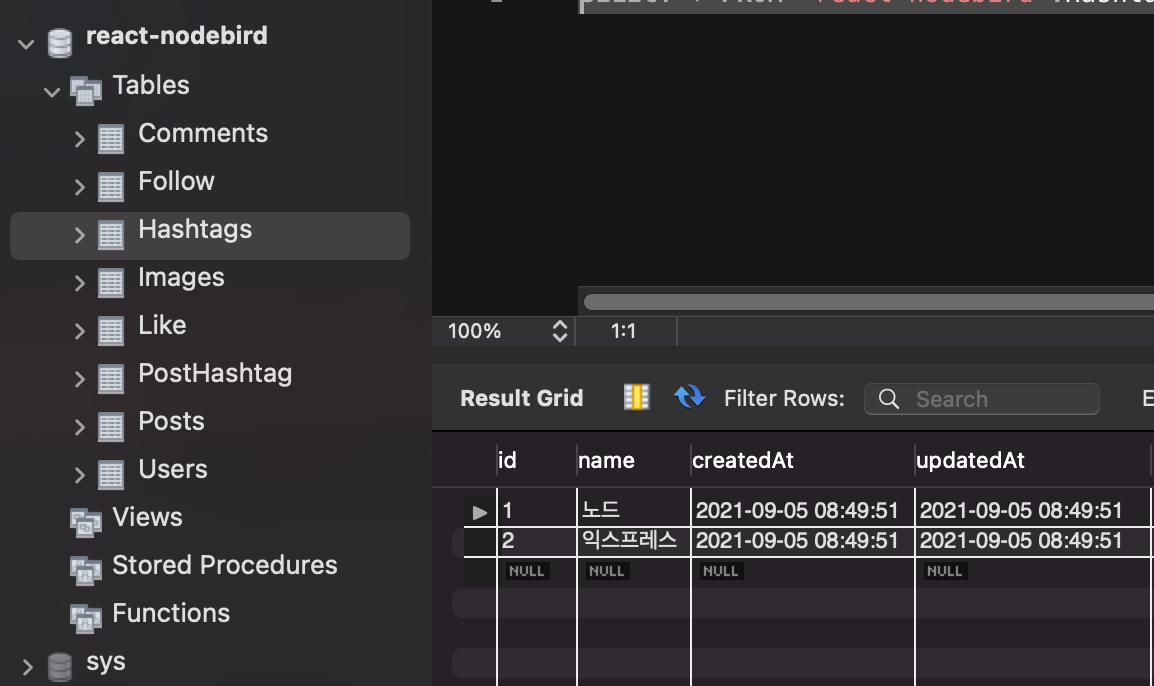 react-nodebird
Tables
Comments
Follow
Hashtags
Images
Like
PostHashtag
Posts
Users
Views
Stored Procedures
Functions
sys
100% 1:1
Result Grid Filter Rows: Search
id name createdAt updatedAt
1 노드 2021-09-05 08:49:51 2021-09-05 08:49:51
2 익스프레스 2021-09-05 08:49:51 2021-09-05 08:49:51
NULL NULL NULL NULL